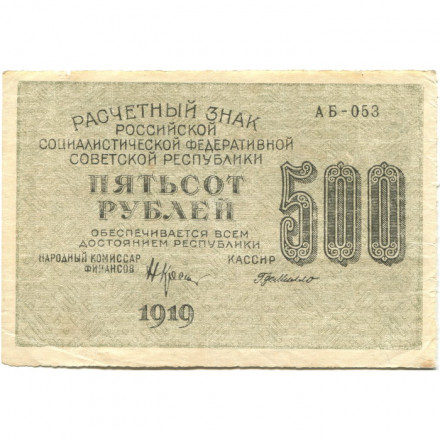 РАСЧЕТНЫЙ ЗНАК
РОССИЙСКОЙ
СОЦИАЛИСТИЧЕСКОЙ ФЕДЕРАТИВНОЙ
СОВЕТСКОЙ РЕСПУБЛИКИ
ПЯТЬСОТ
РУБЛЕЙ
ОБЕСПЕЧИВАЕТСЯ ВСЕМ
ДОСТОЯНИЕМ РЕСПУБЛИКИ
НАРОДНЫЙ КОМИССАР
ФИНАНСОВ
КАССИР
1919
АБ-053
500